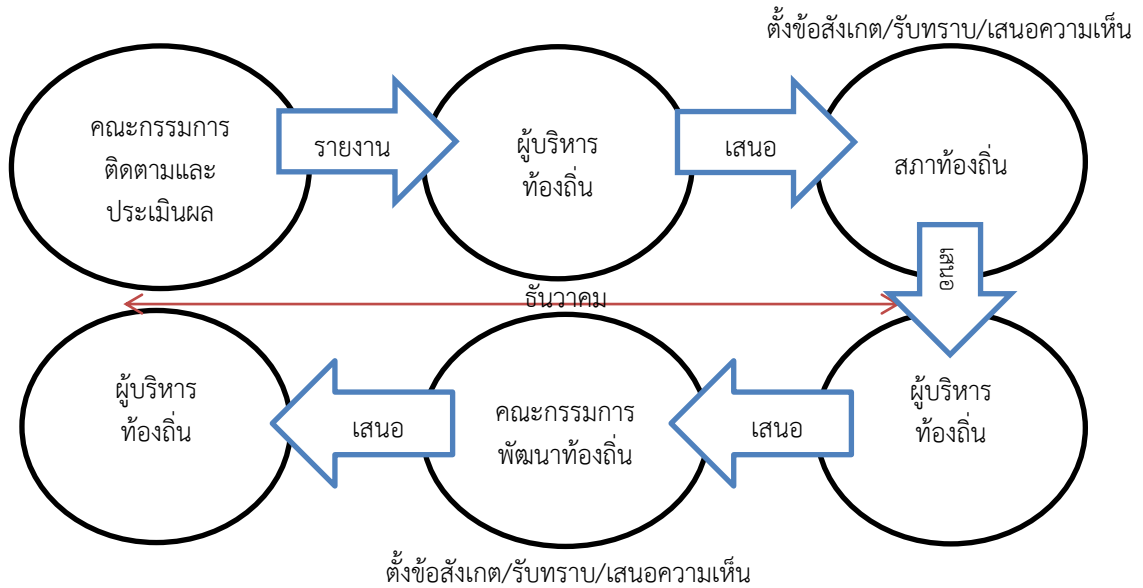 ตั้งข้อสังเกต/รับทราบ/เสนอความเห็น
คณะกรรมการ
ติดตามและ
ประเมินผล
รายงาน
ผู้บริหาร
ท้องถิ่น
เสนอ
สภาท้องถิ่น
เสนอ
ธันวาคม
ผู้บริหาร
ท้องถิ่น
เสนอ
คณะกรรมการ
พัฒนาท้องถิ่น
เสนอ
ผู้บริหาร
ท้องถิ่น
ตั้งข้อสังเกต/รับทราบ/เสนอความเห็น